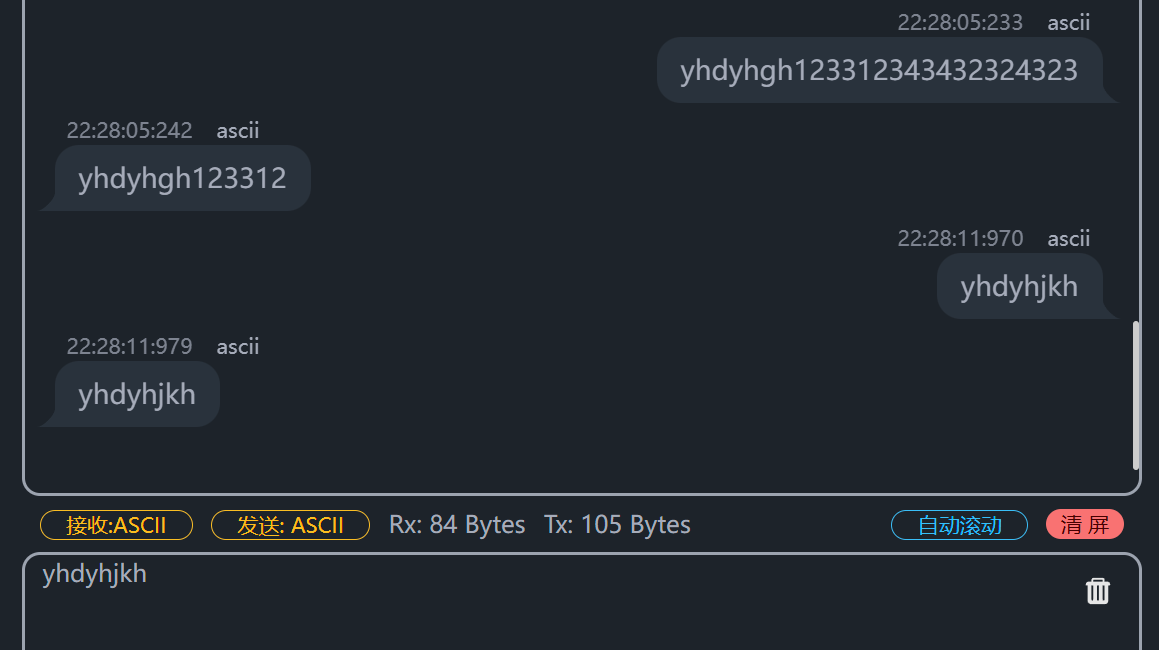 22:28:05:233 ascii
yhdyhgh123312343432324323
22:28:05:242 ascii
yhdyhgh123312
22:28:11:970 ascii
yhdyhjkh
22:28:11:979 ascii
yhdyhjkh
接收:ASCII 发送: ASCII Rx: 84 Bytes Tx: 105 Bytes 自动滚动 清 屏
yhdyhjkh